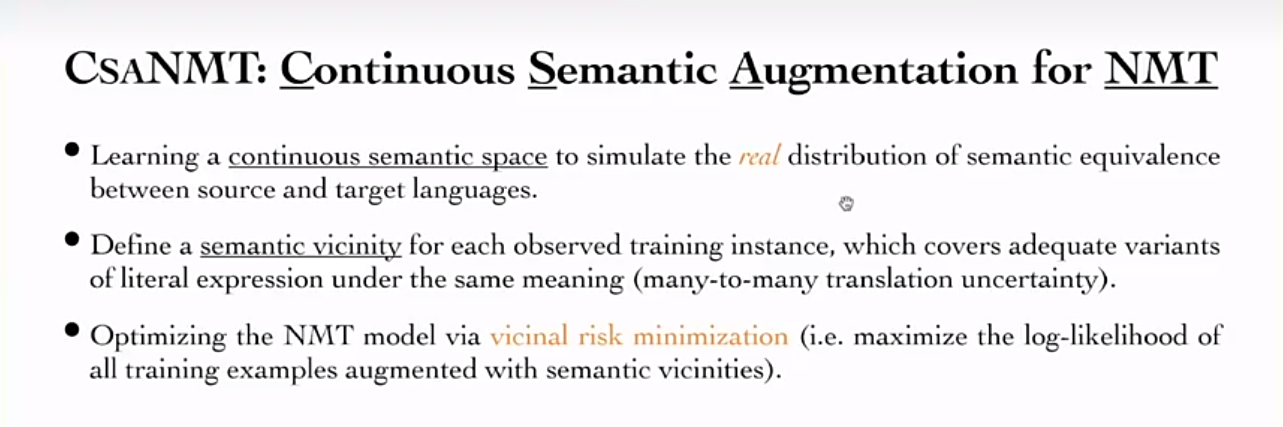 CSANMT: Continuous Semantic Augmentation for NMT
• Learning a continuous semantic space to simulate the real distribution of semantic equivalence
between source and target languages.
• Define a semantic vicinity for each observed training instance, which covers adequate variants
of literal expression under the same meaning (many-to-many translation uncertainty).
• Optimizing the NMT model via vicinal risk minimization (i.e. maximize the log-likelihood of
all training examples augmented with semantic vicinities).